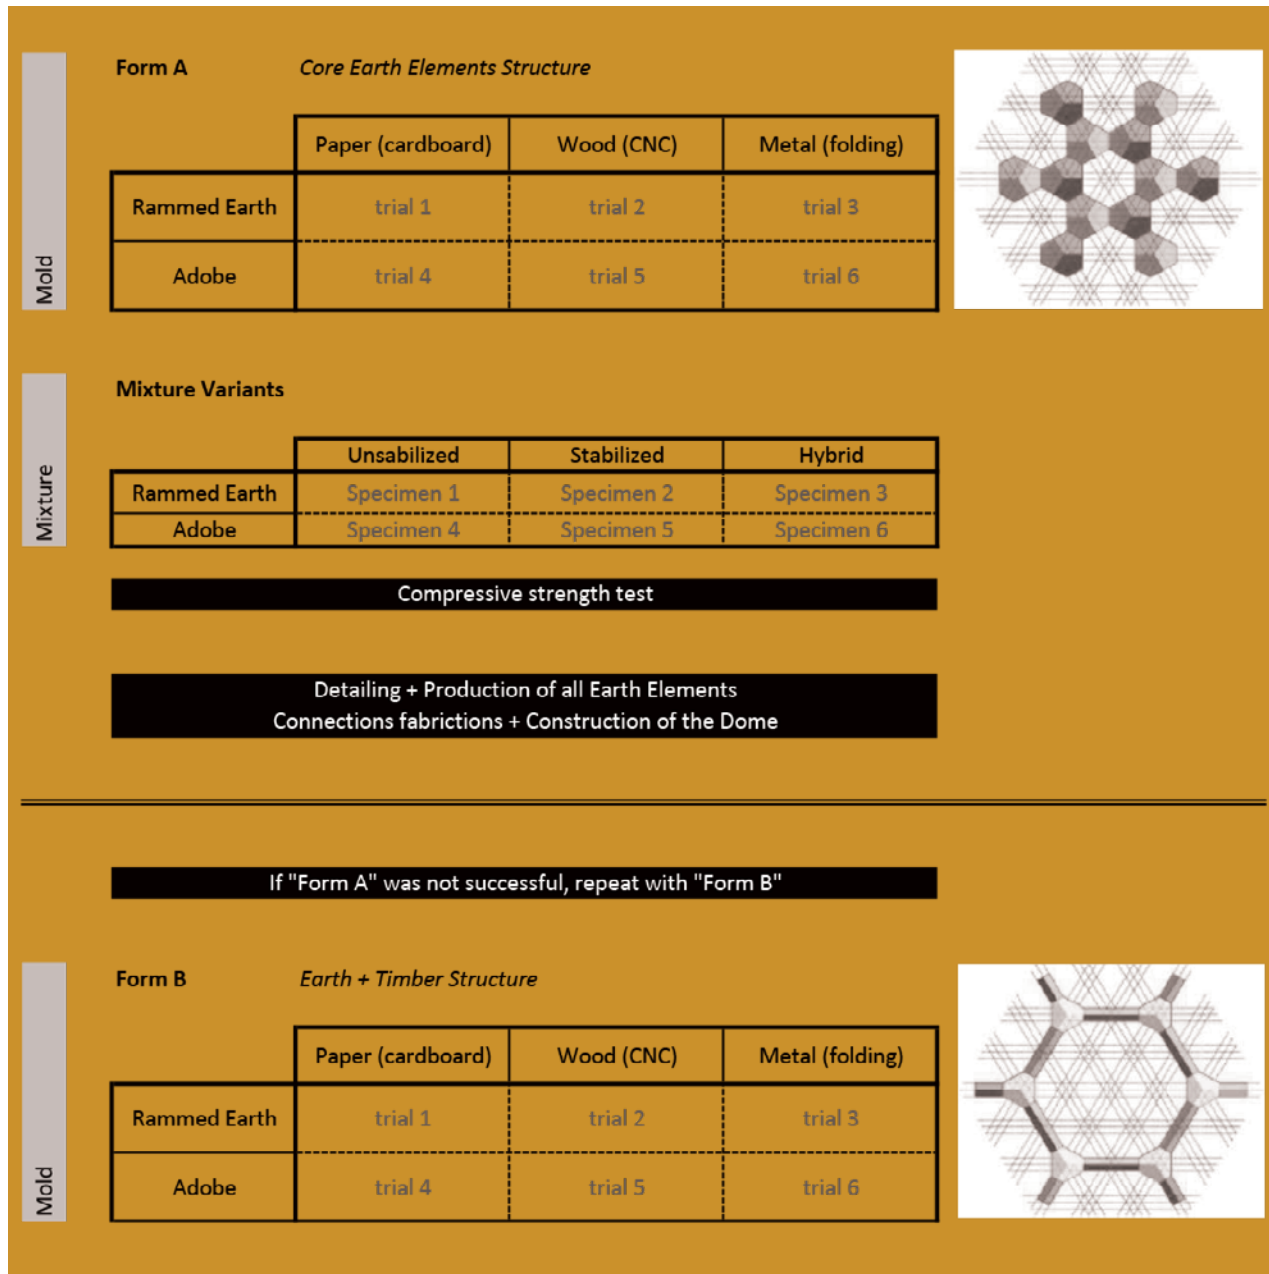 Mold
Form A
Core Earth Elements Structure
Paper (cardboard) Wood (CNC) Metal (folding)
Rammed Earth trial 1 trial 2 trial 3
Adobe trial 4 trial 5 trial 6
Mixture
Mixture Variants
Unsabilized Stabilized Hybrid
Rammed Earth Specimen 1 Specimen 2 Specimen 3
Adobe Specimen 4 Specimen 5 Specimen 6
Compressive strength test
Detailing + Production of all Earth Elements
Connections fabrictions + Construction of the Dome
If "Form A" was not successful, repeat with "Form B"
Mold
Form B
Earth + Timber Structure
Paper (cardboard) Wood (CNC) Metal (folding)
Rammed Earth trial 1 trial 2 trial 3
Adobe trial 4 trial 5 trial 6